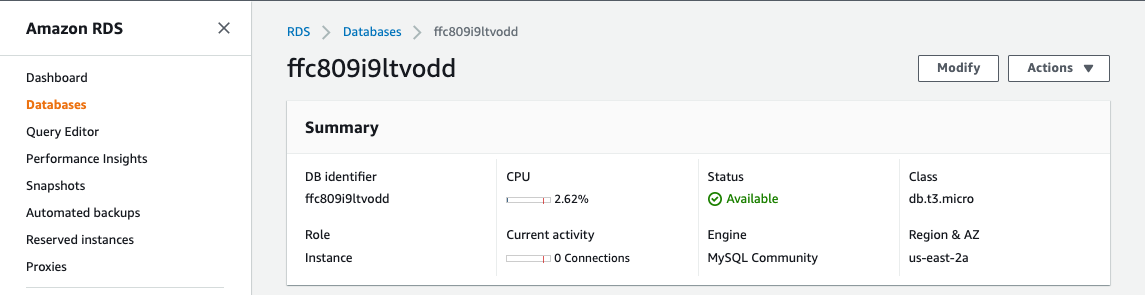 Amazon RDS
Dashboard
Databases
Query Editor
Performance Insights
Snapshots
Automated backups
Reserved instances
Proxies
RDS Databases ffc809i9ltvodd
ffc809i9ltvodd
Modify Actions
Summary
DB identifier CPU Status Class
ffc809i9ltvodd 2.62% Available db.t3.micro
Role Current activity Engine Region & AZ
Instance 0 Connections MySQL Community us-east-2a